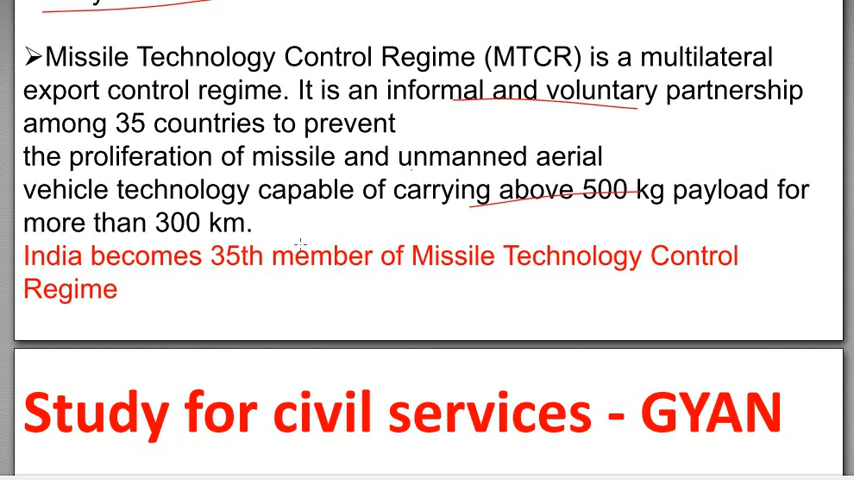 ➢Missile Technology Control Regime (MTCR) is a multilateral
export control regime. It is an informal and voluntary partnership
among 35 countries to prevent
the proliferation of missile and unmanned aerial
vehicle technology capable of carrying above 500 kg payload for
more than 300 km.
India becomes 35th member of Missile Technology Control
Regime
Study for civil services - GYAN